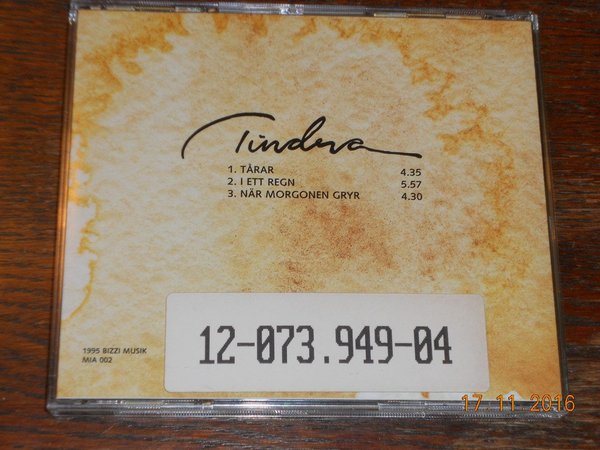 Tindra
1. TÅRAR 4.35
2. I ETT REGN 5.57
3. NÄR MORGONEN GRYR 4.30
12-073.949-04
1995 BIZZI MUSIK
MIA 002
17 11 2016